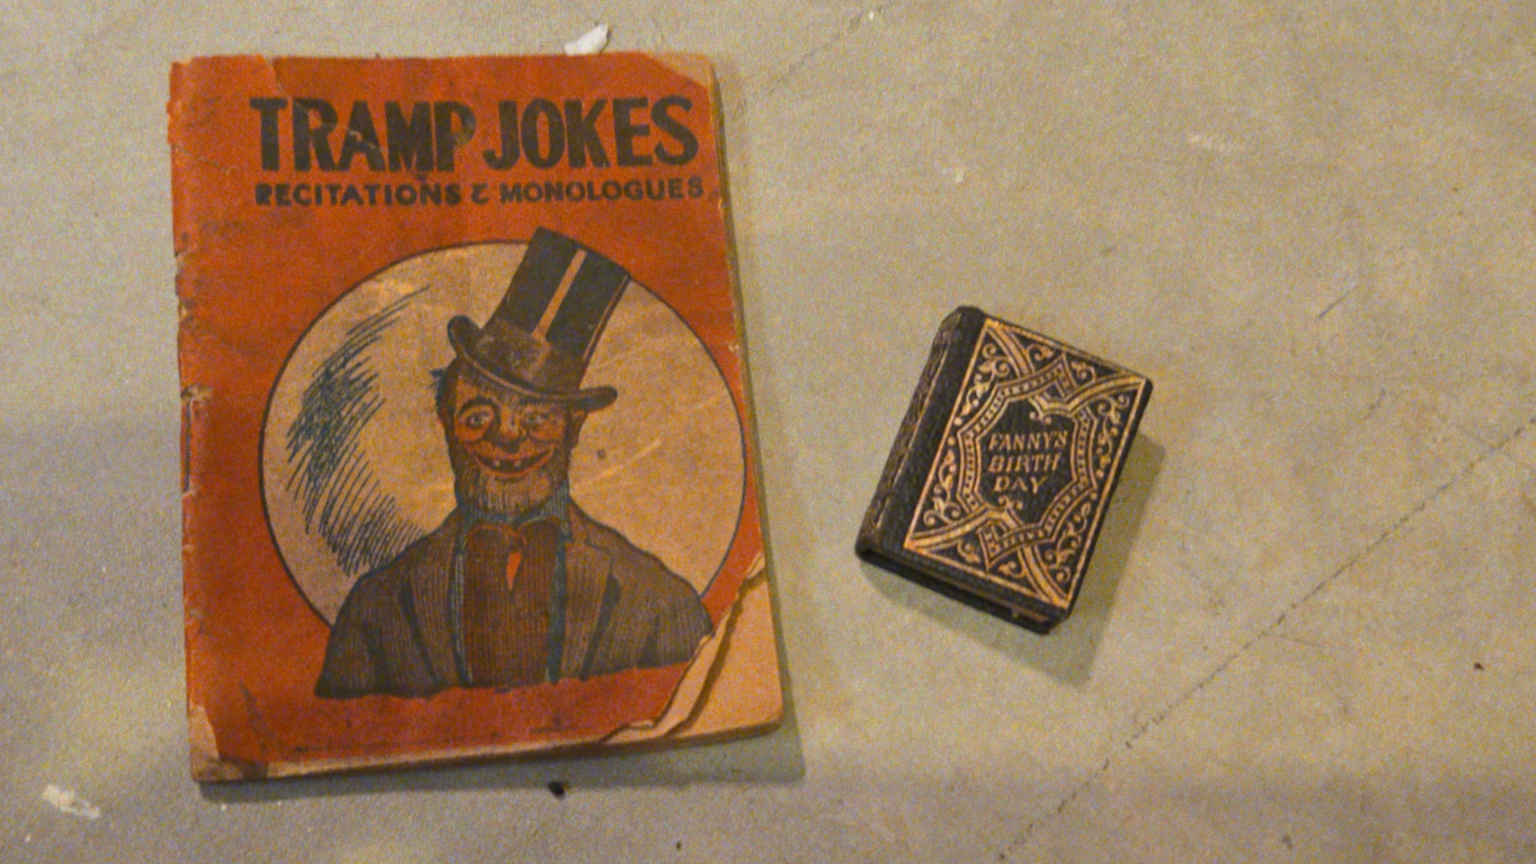 TRAMP JOKES
RECITATIONS & MONOLOGUES
FANNY'S
BIRTH
DAY